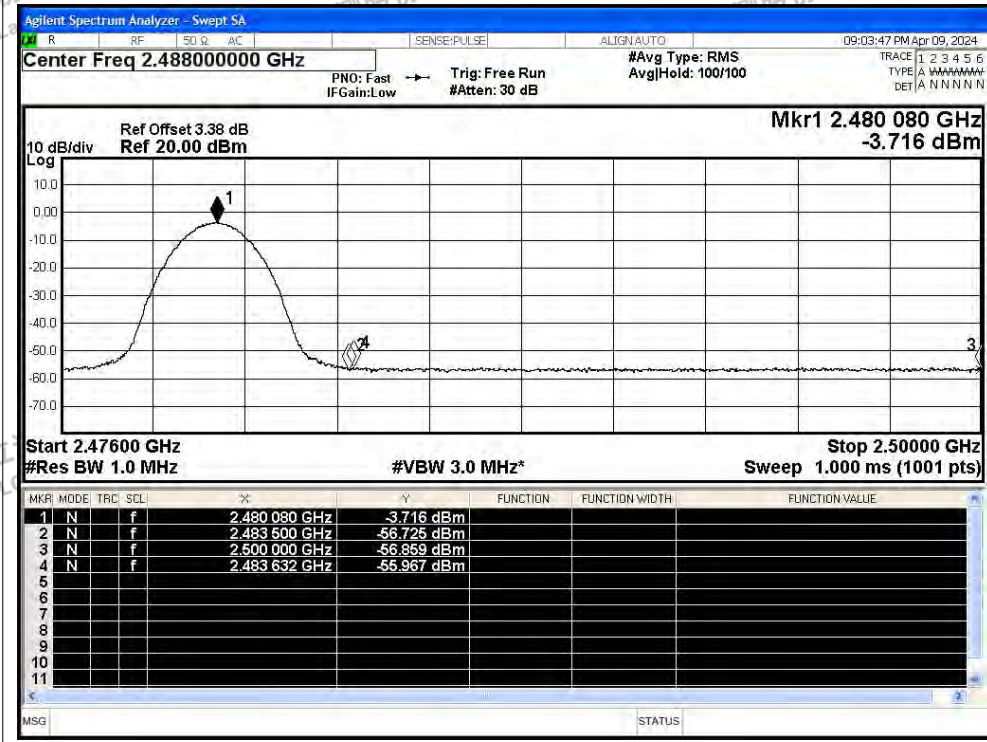 Agilent Spectrum Analyzer - Swept SA
R RF 50 Ω AC SENSE:PULSE ALIGN AUTO 09:03:47 PM Apr 09, 2024
Center Freq 2.488000000 GHz #Avg Type: RMS TRACE 1 2 3 4 5 6
PNO: Fast Trig: Free Run Avg|Hold: 100/100 TYPE A WWWWW
IFGain:Low #Atten: 30 dB DET A N N N N N
Mkr1 2.480 080 GHz
-3.716 dBm
Ref Offset 3.38 dB
10 dB/div Ref 20.00 dBm
Log
10.0
0.00
-10.0
-20.0
-30.0
-40.0
-50.0
-60.0
-70.0
1
2 4
3
Start 2.47600 GHz Stop 2.50000 GHz
#Res BW 1.0 MHz #VBW 3.0 MHz* Sweep 1.000 ms (1001 pts)
MKR MODE TRC SCL X Y FUNCTION FUNCTION WIDTH FUNCTION VALUE
1 N f 2.480 080 GHz -3.716 dBm
2 N f 2.483 500 GHz -56.725 dBm
3 N f 2.500 000 GHz -56.859 dBm
4 N f 2.483 632 GHz -55.967 dBm
5
6
7
8
9
10
11
MSG STATUS